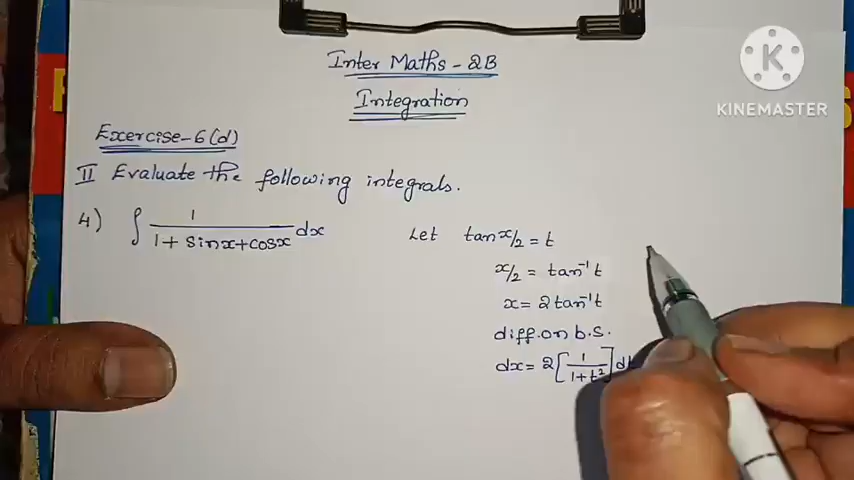 Inter Maths - 2B
Integration
Exercise-6(d)
II Evaluate the following integrals.
4) ∫ 1/(1 + sinx + cosx) dx
Let tan x/2 = t
x/2 = tan⁻¹t
x = 2tan⁻¹t
diff.on b.s.
dx = 2[1/(1+t²)]dt
K
KINEMASTER